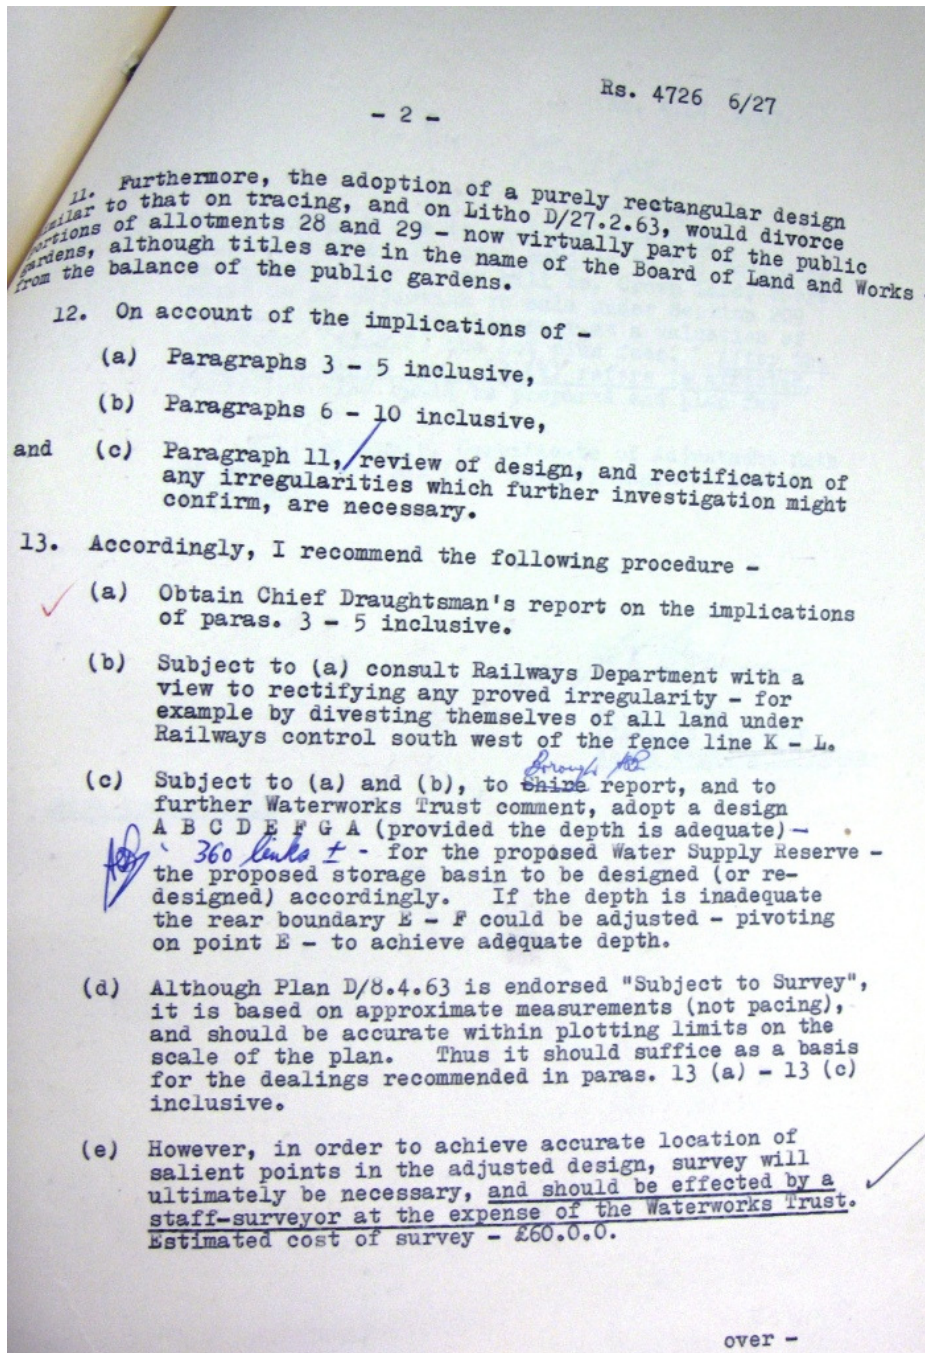 Rs. 4726 6/27
- 2 -
11. Furthermore, the adoption of a purely rectangular design
similar to that on tracing, and on Litho D/27.2.63, would divorce
portions of allotments 28 and 29 - now virtually part of the public
gardens, although titles are in the name of the Board of Land and Works -
from the balance of the public gardens.
12. On account of the implications of -
(a) Paragraphs 3 - 5 inclusive,
(b) Paragraphs 6 - 10 inclusive,
and (c) Paragraph 11, review of design, and rectification of
any irregularities which further investigation might
confirm, are necessary.
13. Accordingly, I recommend the following procedure -
(a) Obtain Chief Draughtsman's report on the implications
of paras. 3 - 5 inclusive.
(b) Subject to (a) consult Railways Department with a
view to rectifying any proved irregularity - for
example by divesting themselves of all land under
Railways control south west of the fence line K - L.
Borough
(c) Subject to (a) and (b), to Shire report, and to
further Waterworks Trust comment, adopt a design
A B C D E F G A (provided the depth is adequate) -
360 links ± - for the proposed Water Supply Reserve -
the proposed storage basin to be designed (or re-
designed) accordingly. If the depth is inadequate
the rear boundary E - F could be adjusted - pivoting
on point E - to achieve adequate depth.
(d) Although Plan D/8.4.63 is endorsed "Subject to Survey",
it is based on approximate measurements (not pacing),
and should be accurate within plotting limits on the
scale of the plan. Thus it should suffice as a basis
for the dealings recommended in paras. 13 (a) - 13 (c)
inclusive.
(e) However, in order to achieve accurate location of
salient points in the adjusted design, survey will
ultimately be necessary, and should be effected by a
staff-surveyor at the expense of the Waterworks Trust.
Estimated cost of survey - £60.0.0.
over -